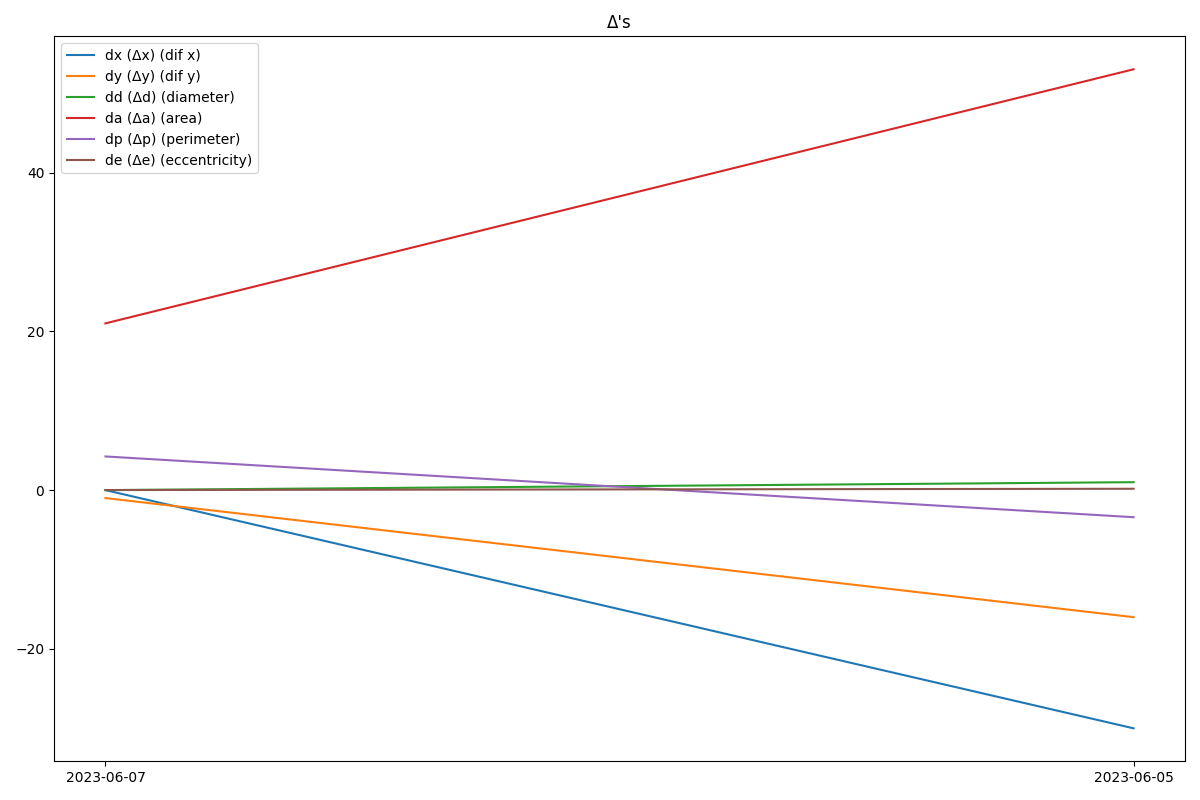 Δ's
dx (Δx) (dif x)
dy (Δy) (dif y)
dd (Δd) (diameter)
da (Δa) (area)
dp (Δp) (perimeter)
de (Δe) (eccentricity)
40
20
0
−20
2023-06-07 2023-06-05